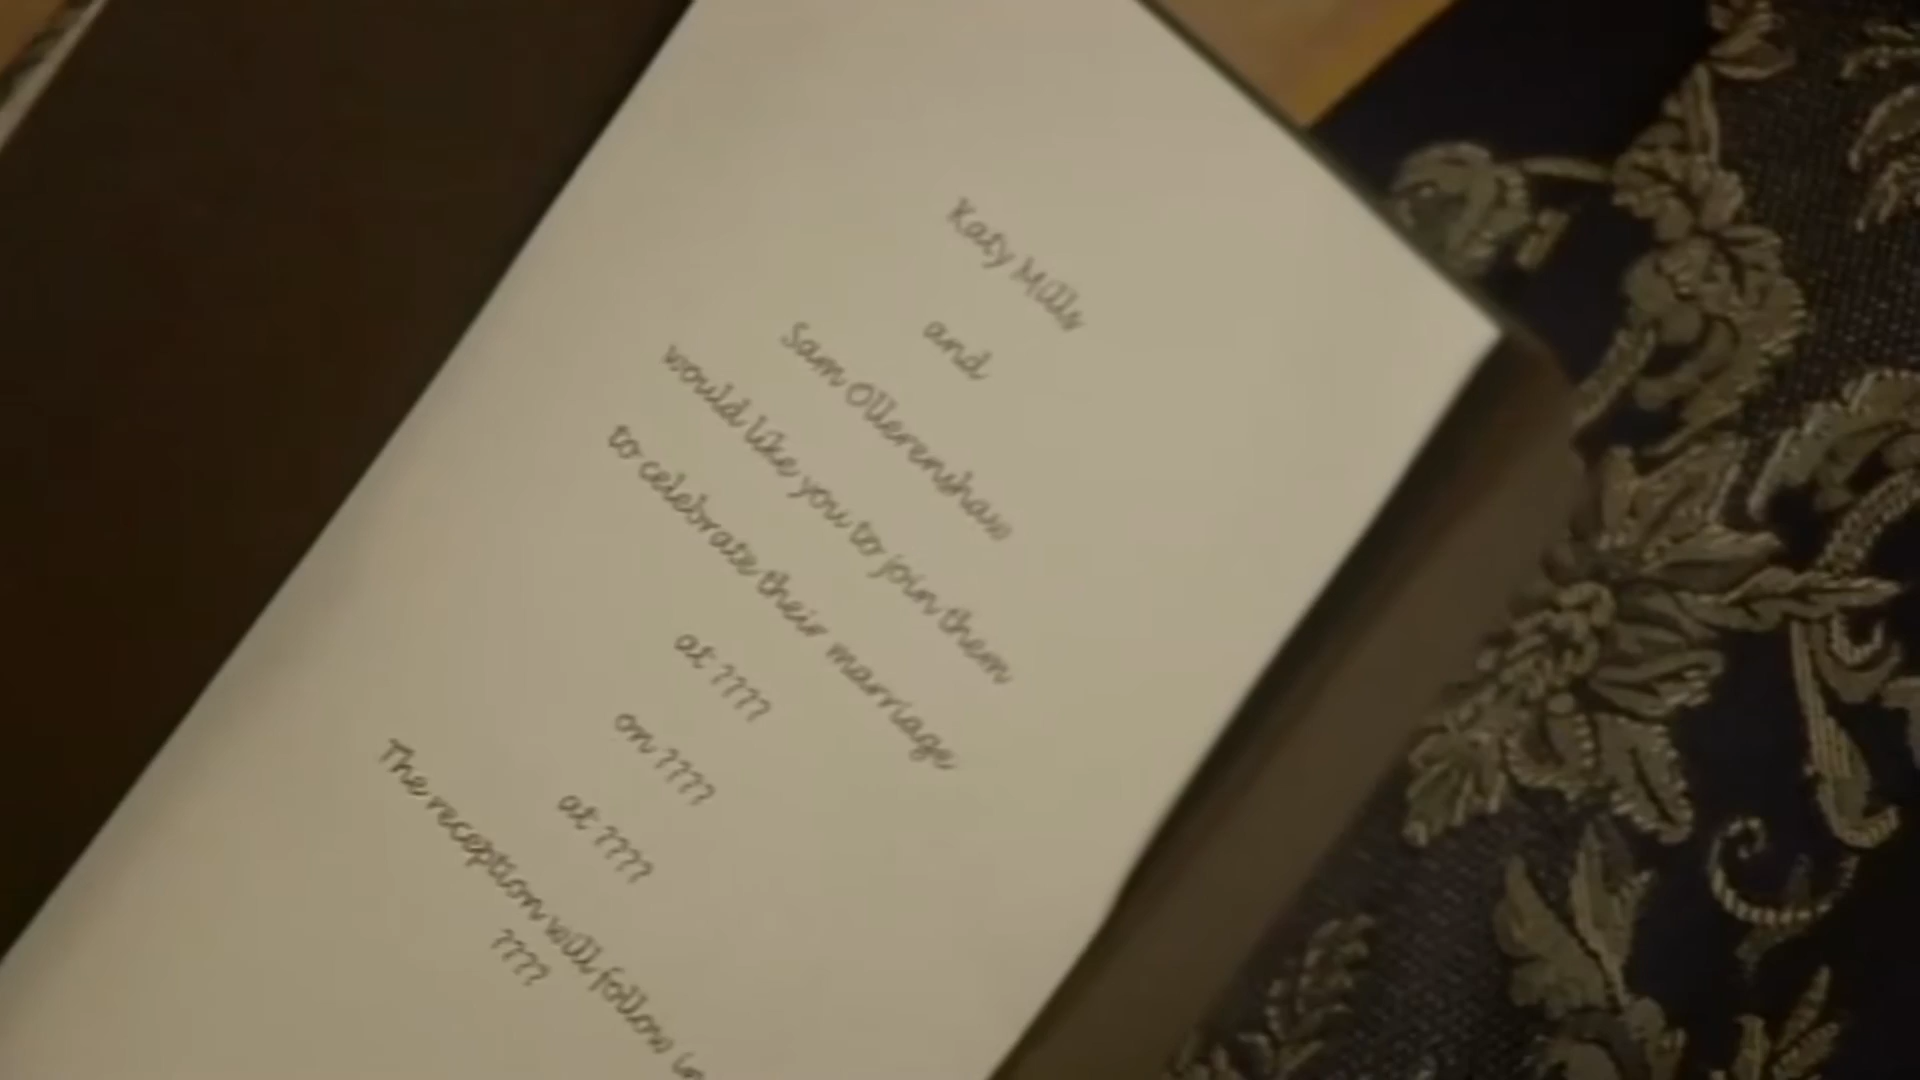 Katy Mills
and
Sam Ollerenshaw
would like you to join them
to celebrate their marriage
at ????
on ????
at ????
The reception will follow in
????